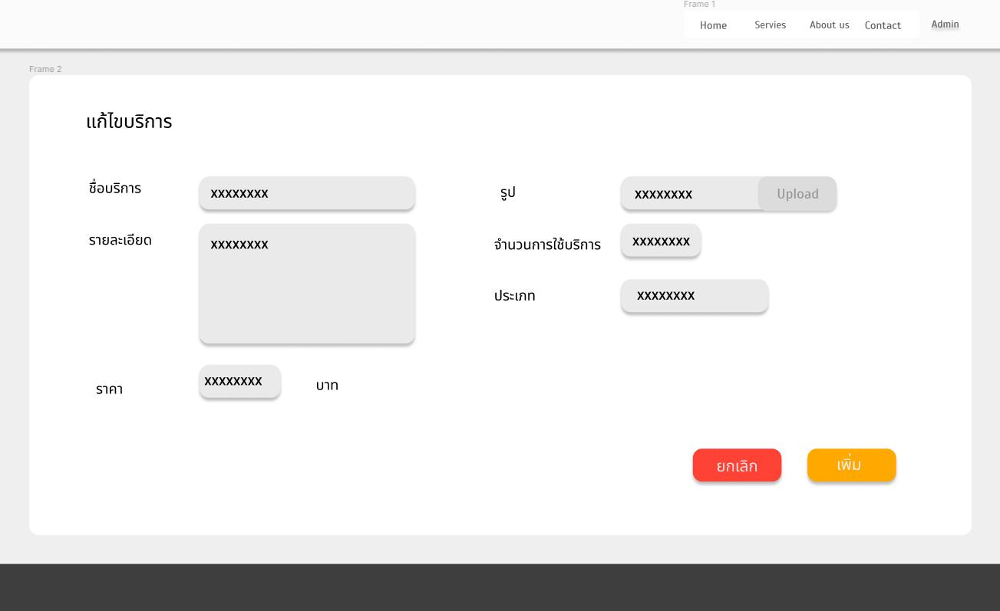 Frame 1
Home Servies About us Contact Admin
Frame 2
แก้ไขบริการ
ชื่อบริการ xxxxxxxx
รูป xxxxxxxx Upload
รายละเอียด xxxxxxxx
จำนวนการใช้บริการ xxxxxxxx
ประเภท xxxxxxxx
ราคา xxxxxxxx บาท
ยกเลิก เพิ่ม